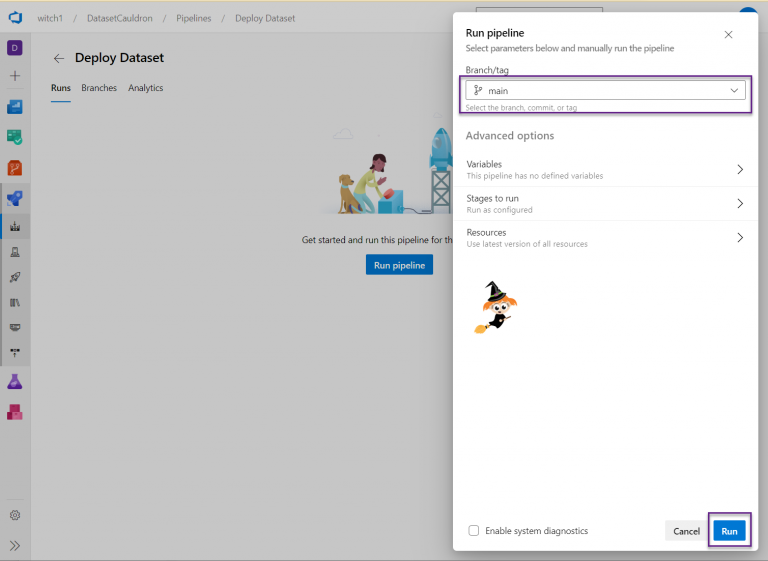 witch1 / DatasetCauldron / Pipelines / Deploy Dataset
D
Deploy Dataset
Runs Branches Analytics
Get started and run this pipeline for th
Run pipeline
Run pipeline
Select parameters below and manually run the pipeline
Branch/tag
main
Select the branch, commit, or tag
Advanced options
Variables
This pipeline has no defined variables
Stages to run
Run as configured
Resources
Use latest version of all resources
Enable system diagnostics
Cancel
Run